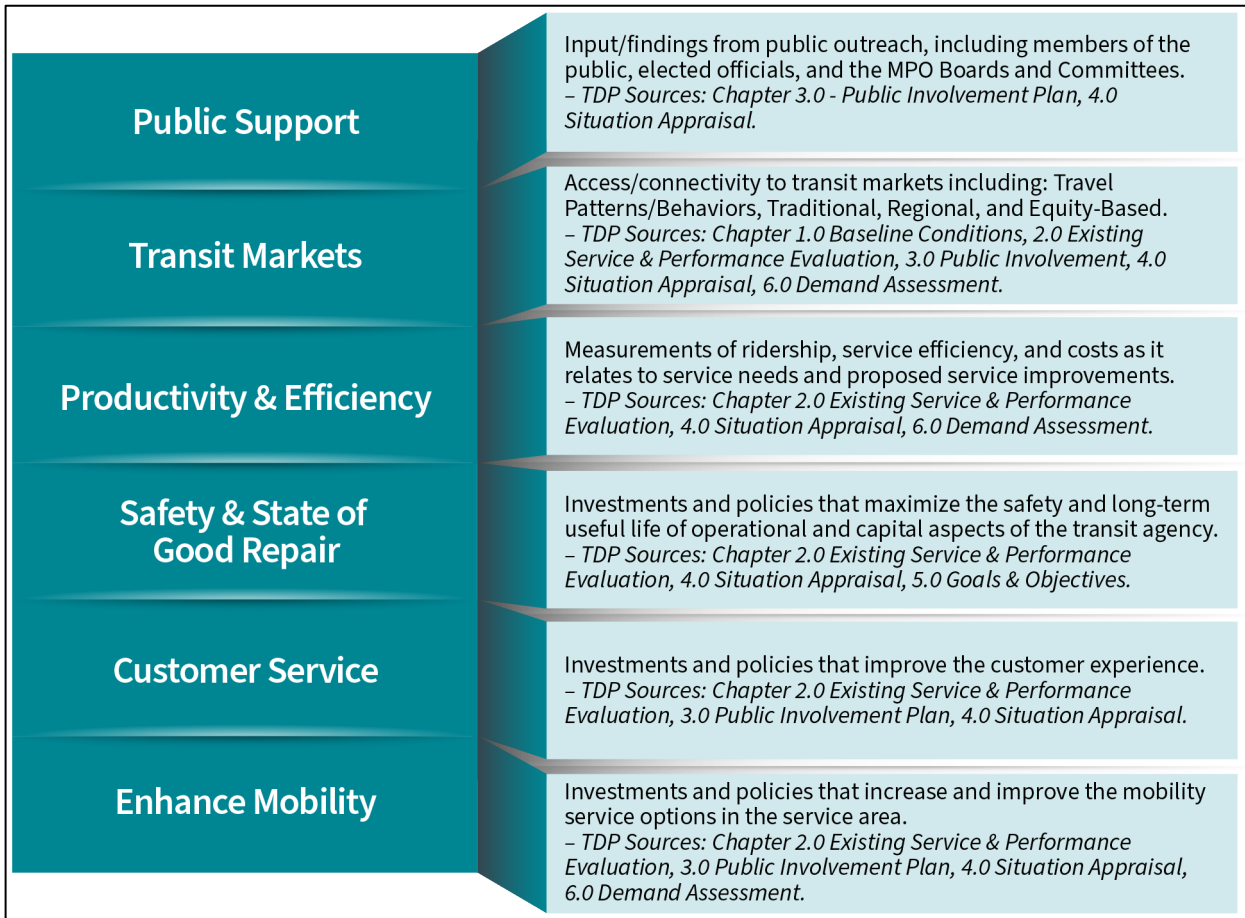 Public Support
Input/findings from public outreach, including members of the
public, elected officials, and the MPO Boards and Committees.
– TDP Sources: Chapter 3.0 - Public Involvement Plan, 4.0
Situation Appraisal.
Transit Markets
Access/connectivity to transit markets including: Travel
Patterns/Behaviors, Traditional, Regional, and Equity-Based.
– TDP Sources: Chapter 1.0 Baseline Conditions, 2.0 Existing
Service & Performance Evaluation, 3.0 Public Involvement, 4.0
Situation Appraisal, 6.0 Demand Assessment.
Productivity & Efficiency
Measurements of ridership, service efficiency, and costs as it
relates to service needs and proposed service improvements.
– TDP Sources: Chapter 2.0 Existing Service & Performance
Evaluation, 4.0 Situation Appraisal, 6.0 Demand Assessment.
Safety & State of
Good Repair
Investments and policies that maximize the safety and long-term
useful life of operational and capital aspects of the transit agency.
– TDP Sources: Chapter 2.0 Existing Service & Performance
Evaluation, 4.0 Situation Appraisal, 5.0 Goals & Objectives.
Customer Service
Investments and policies that improve the customer experience.
– TDP Sources: Chapter 2.0 Existing Service & Performance
Evaluation, 3.0 Public Involvement Plan, 4.0 Situation Appraisal.
Enhance Mobility
Investments and policies that increase and improve the mobility
service options in the service area.
– TDP Sources: Chapter 2.0 Existing Service & Performance
Evaluation, 3.0 Public Involvement Plan, 4.0 Situation Appraisal,
6.0 Demand Assessment.